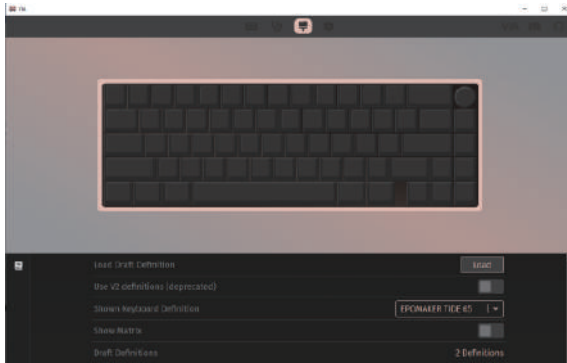 VIA
Load Draft Definition
Load
Use V2 definitions (deprecated)
Shown Keyboard Definition
EPOMAKER TIDE 65
Show Matrix
Draft Definitions
2 Definitions